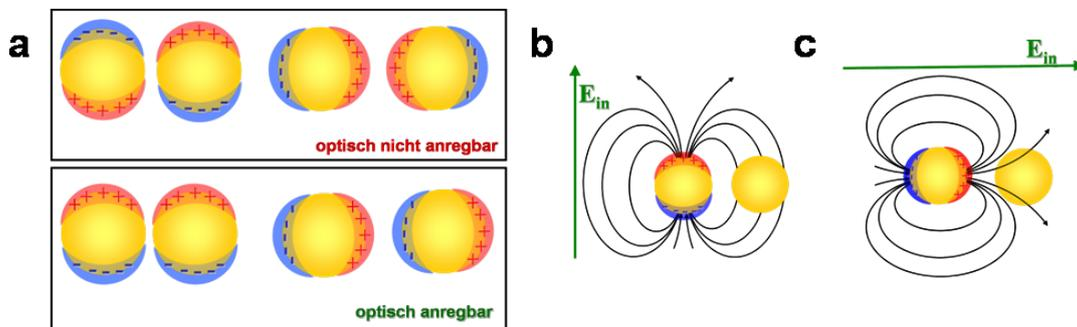 a
optisch nicht anregbar
optisch anregbar
b
E_in
c
E_in